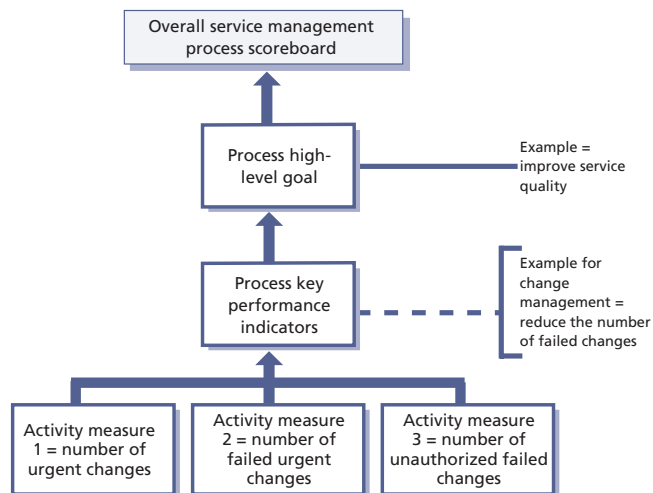 Overall service management
process scoreboard
Process high-
level goal
Example =
improve service
quality
Process key
performance
indicators
Example for
change
management =
reduce the number
of failed changes
Activity measure
1 = number of
urgent changes
Activity measure
2 = number of
failed urgent
changes
Activity measure
3 = number of
unauthorized failed
changes